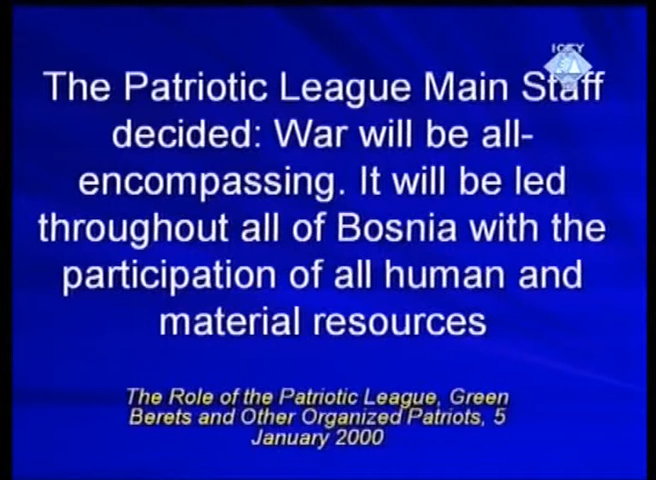 ICTY
The Patriotic League Main Staff
decided: War will be all-
encompassing. It will be led
throughout all of Bosnia with the
participation of all human and
material resources
The Role of the Patriotic League, Green
Berets and Other Organized Patriots, 5
January 2000